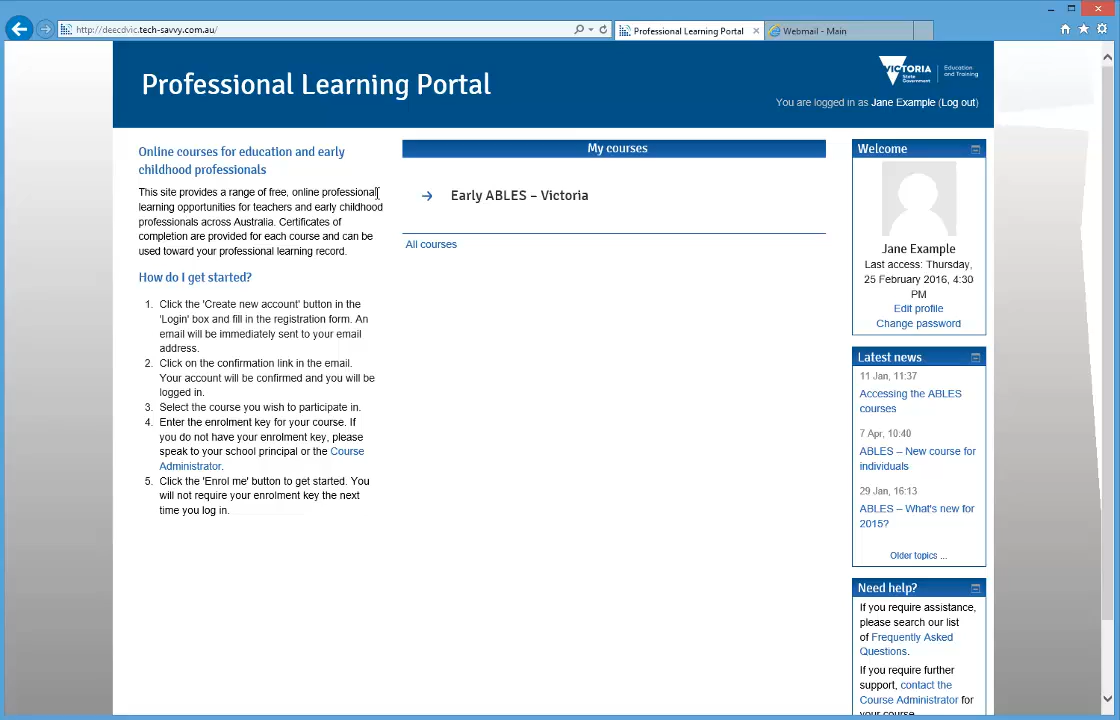 http://deecdvic.tech-savvy.com.au/
Professional Learning Portal
Webmail - Main
Professional Learning Portal
VICTORIA
State Government
Education and Training
You are logged in as Jane Example (Log out)
Online courses for education and early
childhood professionals
This site provides a range of free, online professional
learning opportunities for teachers and early childhood
professionals across Australia. Certificates of
completion are provided for each course and can be
used toward your professional learning record.
How do I get started?
1. Click the 'Create new account' button in the
'Login' box and fill in the registration form. An
email will be immediately sent to your email
address.
2. Click on the confirmation link in the email.
Your account will be confirmed and you will be
logged in.
3. Select the course you wish to participate in.
4. Enter the enrolment key for your course. If
you do not have your enrolment key, please
speak to your school principal or the Course
Administrator.
5. Click the 'Enrol me' button to get started. You
will not require your enrolment key the next
time you log in.
My courses
Early ABLES – Victoria
All courses
Welcome
Jane Example
Last access: Thursday,
25 February 2016, 4:30
PM
Edit profile
Change password
Latest news
11 Jan, 11:37
Accessing the ABLES
courses
7 Apr, 10:40
ABLES – New course for
individuals
29 Jan, 16:13
ABLES – What's new for
2015?
Older topics ...
Need help?
If you require assistance,
please search our list
of Frequently Asked
Questions.
If you require further
support, contact the
Course Administrator for
your course.